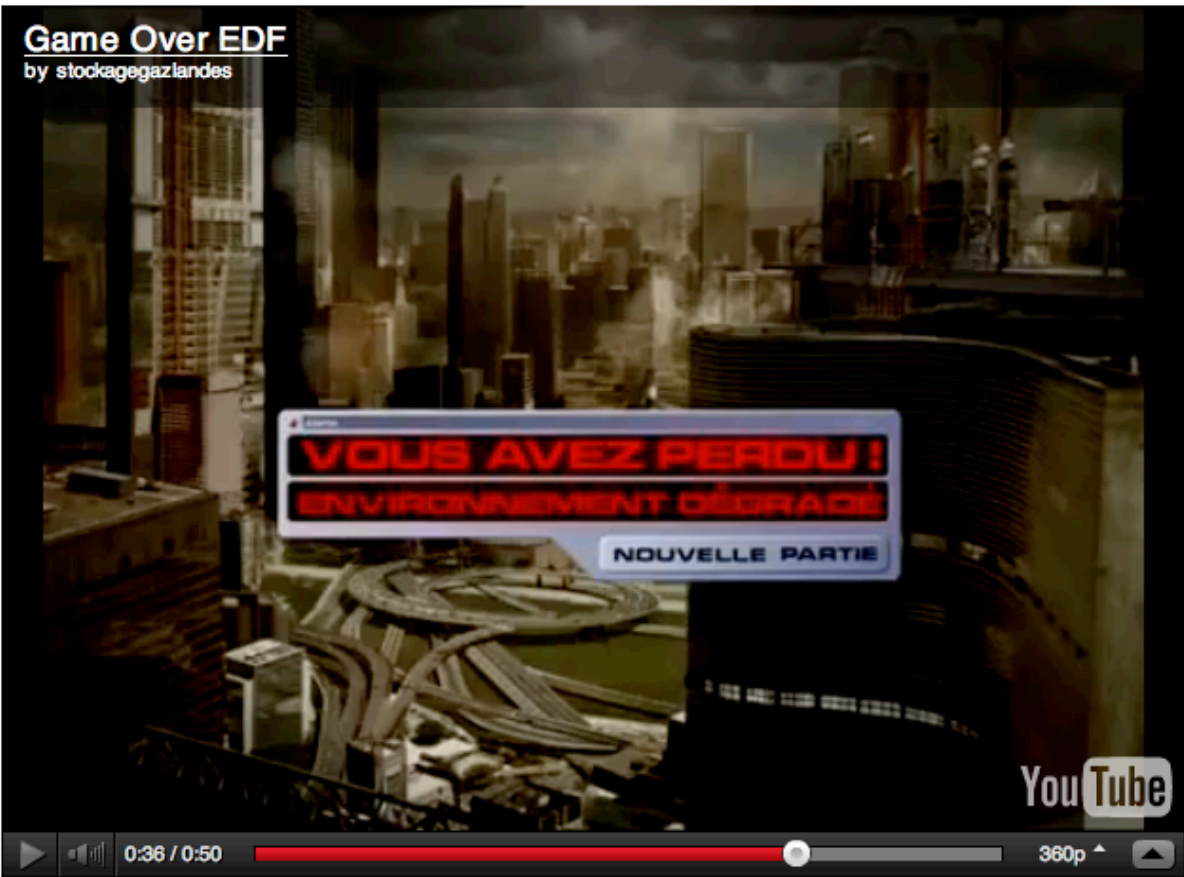 Game Over EDF
by stockagegazlandes
VOUS AVEZ PERDU !
ENVIRONNEMENT DÉGRADÉ
NOUVELLE PARTIE
YouTube
0:36 / 0:50
360p